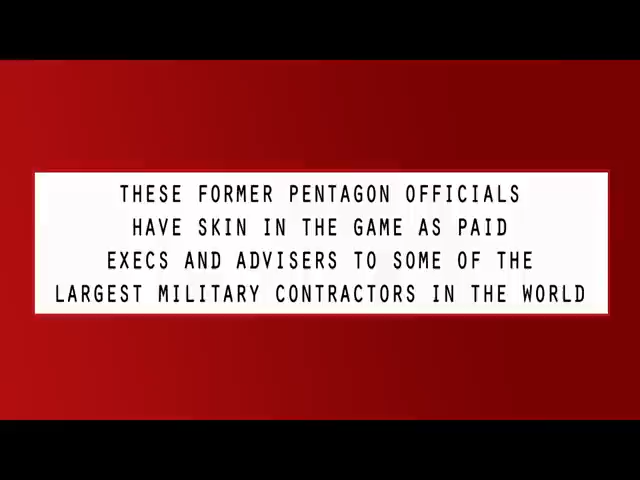 THESE FORMER PENTAGON OFFICIALS
HAVE SKIN IN THE GAME AS PAID
EXECS AND ADVISERS TO SOME OF THE
LARGEST MILITARY CONTRACTORS IN THE WORLD